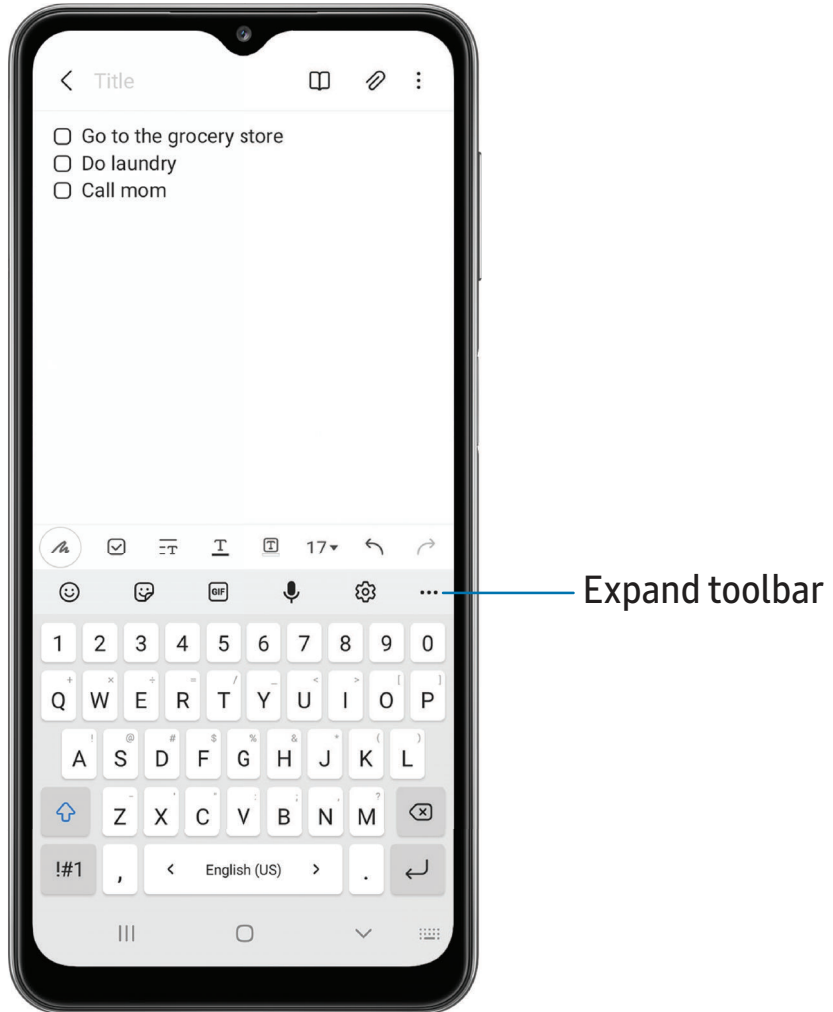 Title
Go to the grocery store
Do laundry
Call mom
T T T 17
GIF
Expand toolbar
1 2 3 4 5 6 7 8 9 0
+ × ÷ = / _ < > [ ]
Q W E R T Y U I O P
! @ # $ % & * ( )
A S D F G H J K L
- ' " : ; , ?
Z X C V B N M
!#1 , < English (US) > .